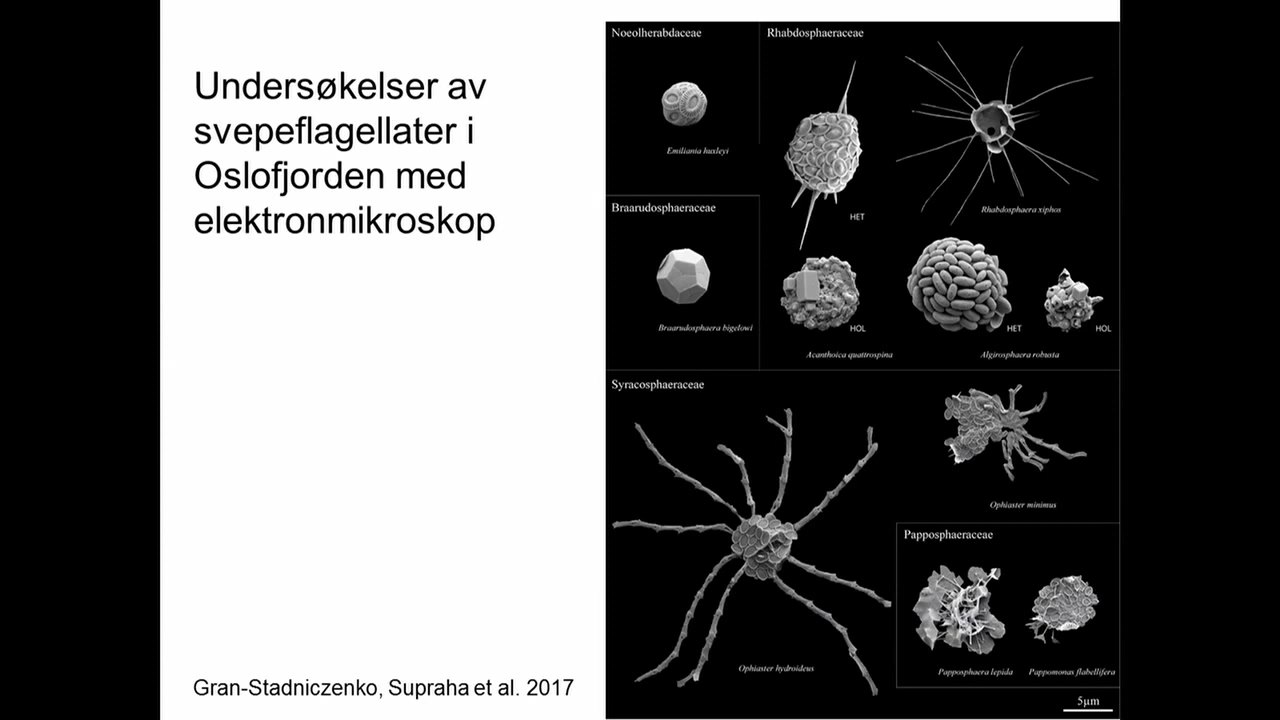 Undersøkelser av
svepeflagellater i
Oslofjorden med
elektronmikroskop
Gran-Stadniczenko, Supraha et al. 2017
Noeolherabdaceae
Emiliania huxleyi
Rhabdosphaeraceae
HET
Rhabdosphaera xiphos
HOL
Acanthoica quattrospina
HET
HOL
Algirosphaera robusta
Braarudosphaeraceae
Braarudosphaera bigelowi
Syracosphaeraceae
Ophiaster hydroideus
Ophiaster minimus
Papposphaeraceae
Papposphaera lepida
Pappomonas flabellifera
5µm